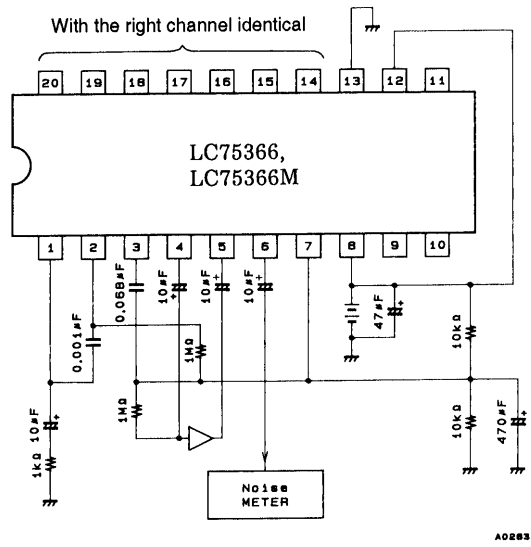 With the right channel identical
20 19 18 17 16 15 14 13 12 11
LC75366,
LC75366M
1 2 3 4 5 6 7 8 9 10
0.001μF
0.068μF
10μF
+
10μF
+
10μF
+
47μF
+
10kΩ
1MΩ
1MΩ
10μF
+
1kΩ
10kΩ
470μF
+
Noise
METER
A0283